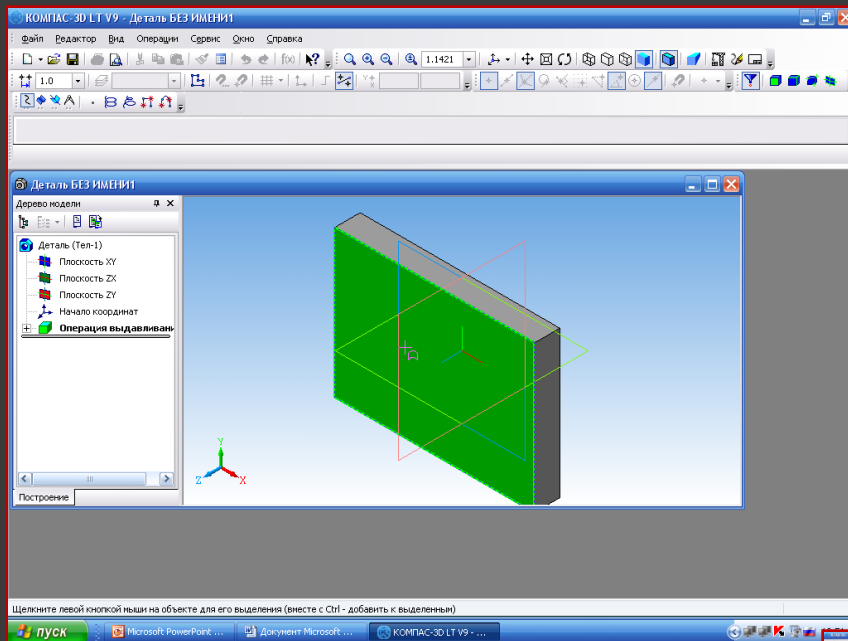 КОМПАС-3D LT V9 - Деталь БЕЗ ИМЕНИ1
Файл Редактор Вид Операции Сервис Окно Справка
f(x) 1.1421
1.0
Деталь БЕЗ ИМЕНИ1
Дерево модели
Деталь (Тел-1)
Плоскость XY
Плоскость ZX
Плоскость ZY
Начало координат
Операция выдавливани
Y
Z X
Построение
Щелкните левой кнопкой мыши на объекте для его выделения (вместе с Ctrl - добавить к выделенным)
пуск Microsoft PowerPoint ... Документ Microsoft ... КОМПАС-3D LT V9 - ...